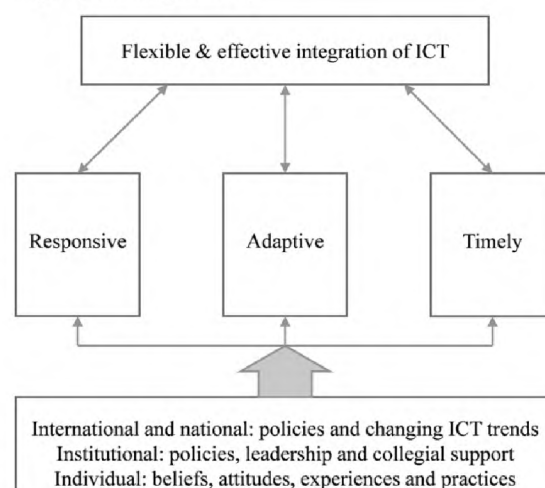 Flexible & effective integration of ICT
Responsive
Adaptive
Timely
International and national: policies and changing ICT trends
Institutional: policies, leadership and collegial support
Individual: beliefs, attitudes, experiences and practices